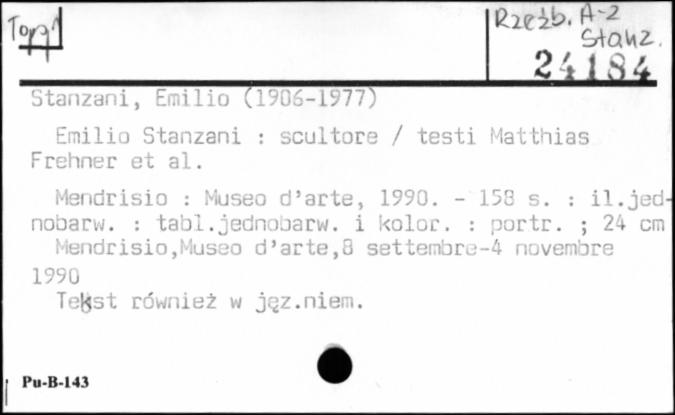 Rzeźb. A-2
Stanz.
24184
Stanzani, Emilio (1906-1977)
Emilio Stanzani : scultore / testi Matthias
Frehner et al.
Mendrisio : Museo d'arte, 1990. - 158 s. : il.jed-
nobarw. : tabl.jednobarw. i kolor. : portr. ; 24 cm
Mendrisio,Museo d'arte,8 settembre-4 novembre
1990
Tekst również w jęz.niem.
Pu-B-143